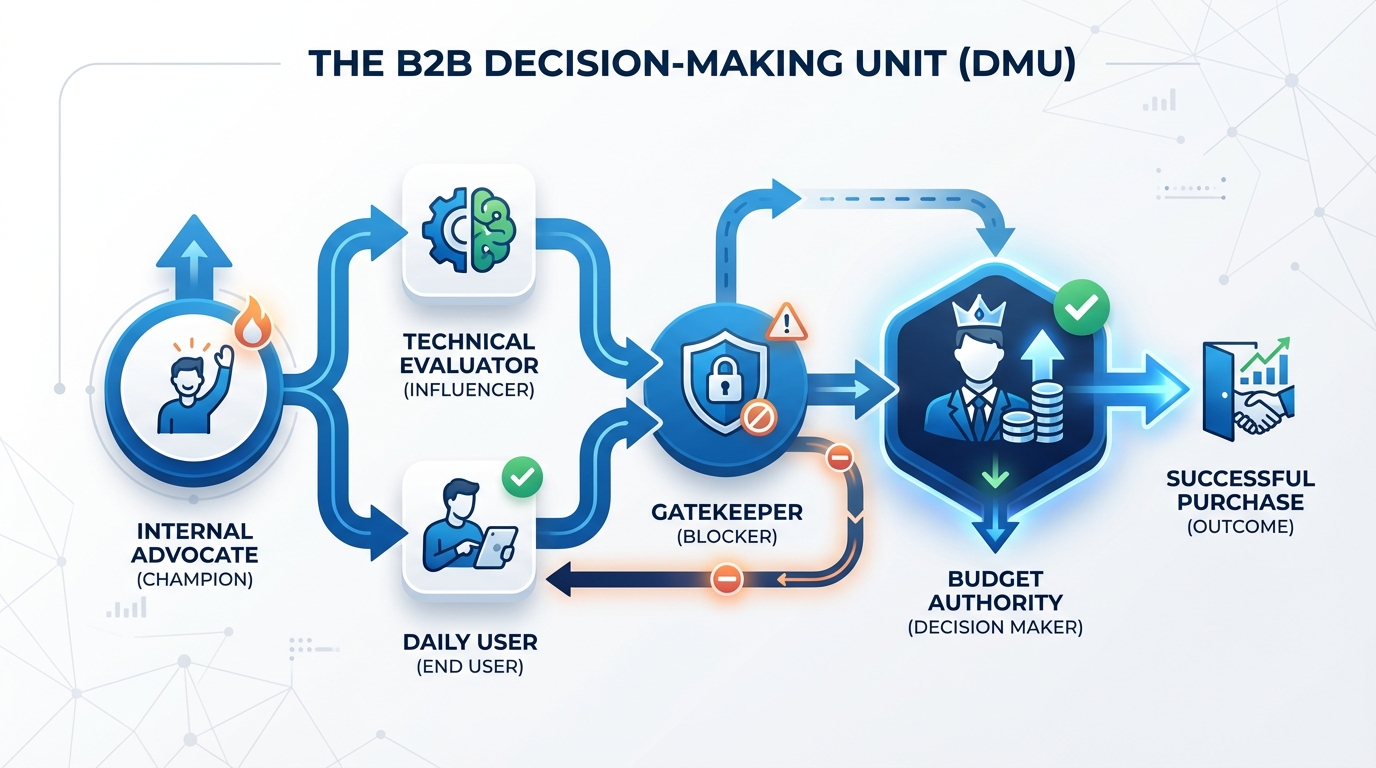 THE B2B DECISION-MAKING UNIT (DMU)
TECHNICAL
EVALUATOR
(INFLUENCER)
INTERNAL
ADVOCATE
(CHAMPION)
DAILY USER
(END USER)
GATEKEEPER
(BLOCKER)
BUDGET
AUTHORITY
(DECISION MAKER)
SUCCESSFUL
PURCHASE
(OUTCOME)